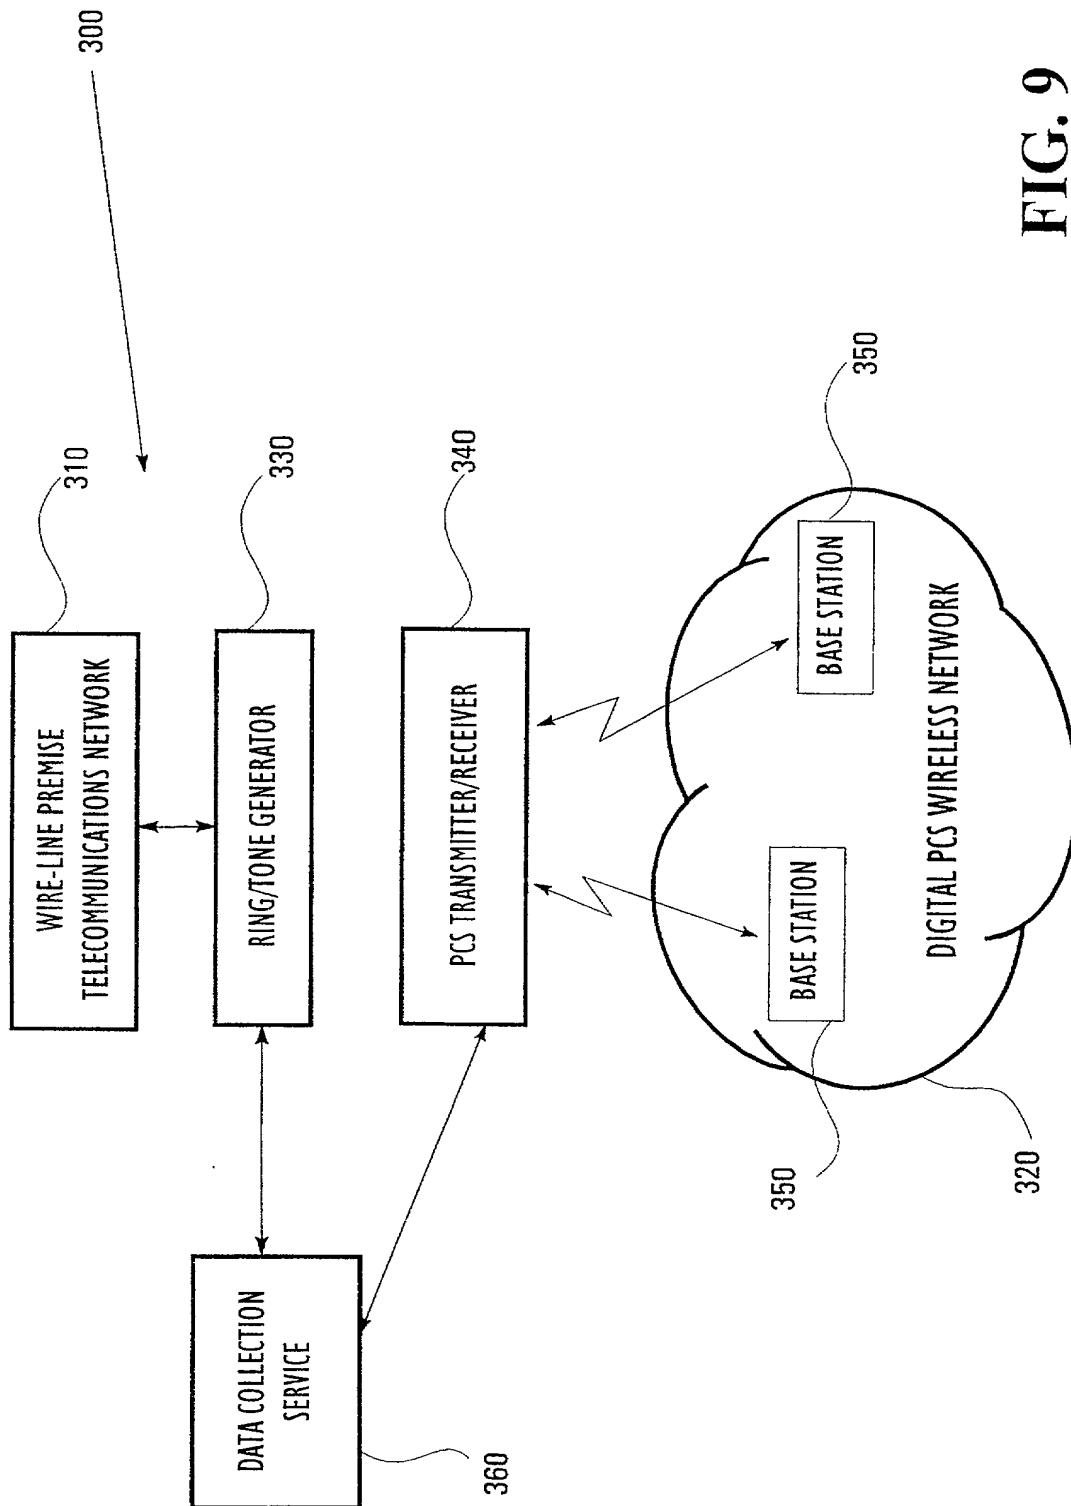 300
310
WIRE-LINE PREMISE
TELECOMMUNICATIONS NETWORK
330
RING/TONE GENERATOR
340
PCS TRANSMITTER/RECEIVER
DATA COLLECTION
SERVICE
360
350
BASE STATION
BASE STATION
350
DIGITAL PCS WIRELESS NETWORK
320
FIG. 9